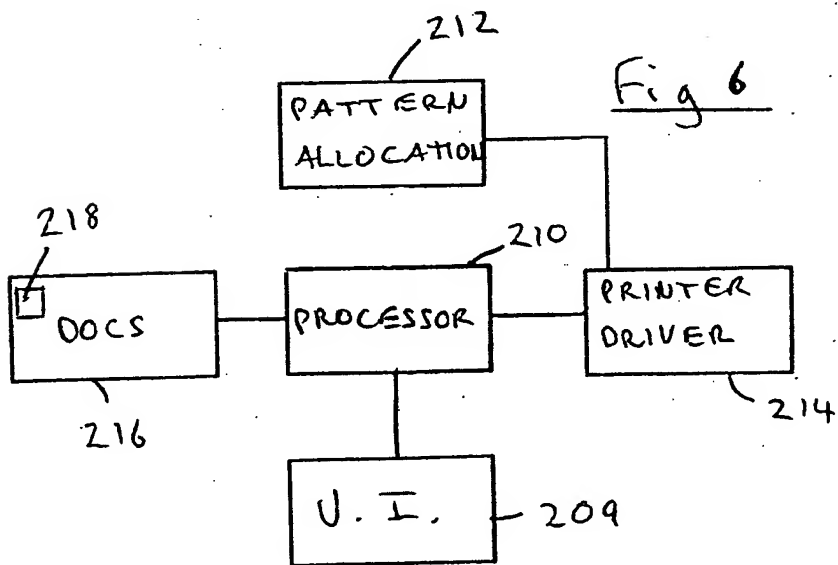 212
Fig 6
PATTERN
ALLOCATION
218
210
DOCS
PROCESSOR
PRINTER
DRIVER
216
214
U. I.
209